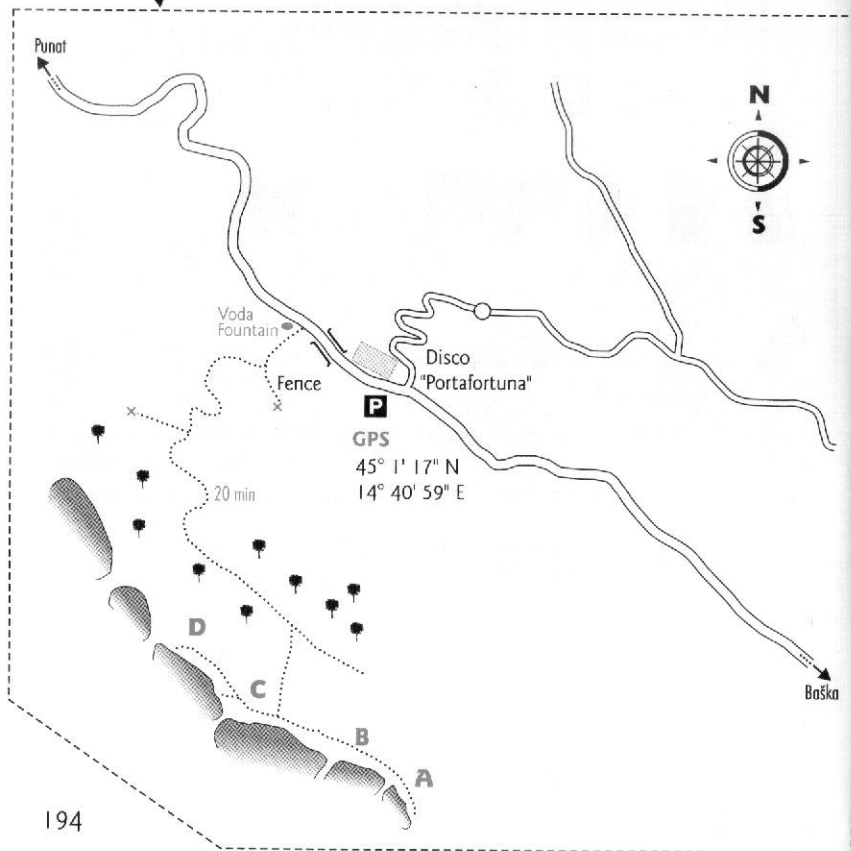 Punat
N
S
Voda
Fountain
Disco
"Portafortuna"
Fence
P
GPS
45° 1' 17" N
14° 40' 59" E
20 min
D
C
Baška
B
A
194